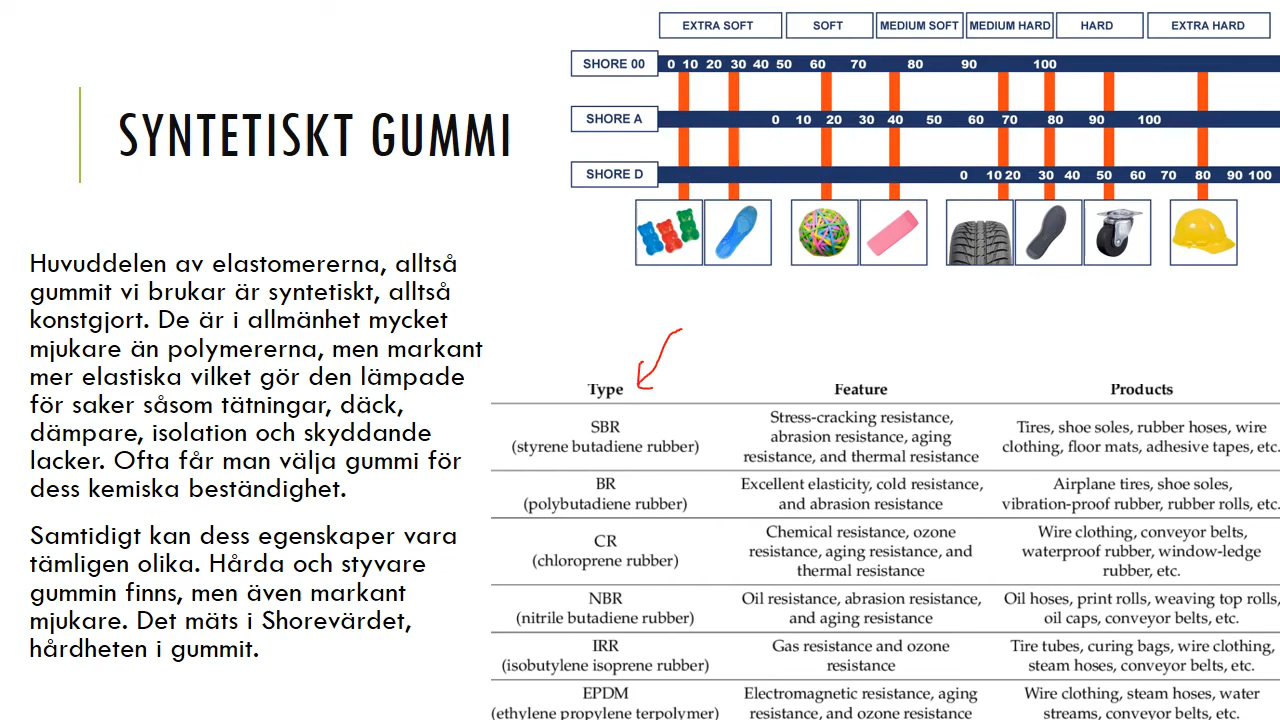 SYNTETISKT GUMMI
Huvuddelen av elastomererna, alltså
gummit vi brukar är syntetiskt, alltså
konstgjort. De är i allmänhet mycket
mjukare än polymererna, men markant
mer elastiska vilket gör den lämpade
för saker såsom tätningar, däck,
dämpare, isolation och skyddande
lacker. Ofta får man välja gummi för
dess kemiska beständighet.
Samtidigt kan dess egenskaper vara
tämligen olika. Hårda och styvare
gummin finns, men även markant
mjukare. Det mäts i Shorevärdet,
hårdheten i gummit.
EXTRA SOFT SOFT MEDIUM SOFT MEDIUM HARD HARD EXTRA HARD
SHORE 00 0 10 20 30 40 50 60 70 80 90 100
SHORE A 0 10 20 30 40 50 60 70 80 90 100
SHORE D 0 10 20 30 40 50 60 70 80 90 100
Type Feature Products
SBR
(styrene butadiene rubber)
Stress-cracking resistance,
abrasion resistance, aging
resistance, and thermal resistance
Tires, shoe soles, rubber hoses, wire
clothing, floor mats, adhesive tapes, etc.
BR
(polybutadiene rubber)
Excellent elasticity, cold resistance,
and abrasion resistance
Airplane tires, shoe soles,
vibration-proof rubber, rubber rolls, etc.
CR
(chloroprene rubber)
Chemical resistance, ozone
resistance, aging resistance, and
thermal resistance
Wire clothing, conveyor belts,
waterproof rubber, window-ledge
rubber, etc.
NBR
(nitrile butadiene rubber)
Oil resistance, abrasion resistance,
and aging resistance
Oil hoses, print rolls, weaving top rolls,
oil caps, conveyor belts, etc.
IRR
(isobutylene isoprene rubber)
Gas resistance and ozone
resistance
Tire tubes, curing bags, wire clothing,
steam hoses, conveyor belts, etc.
EPDM
(ethylene propylene terpolymer)
Electromagnetic resistance, aging
resistance, and ozone resistance
Wire clothing, steam hoses, water
streams, conveyor belts, etc.